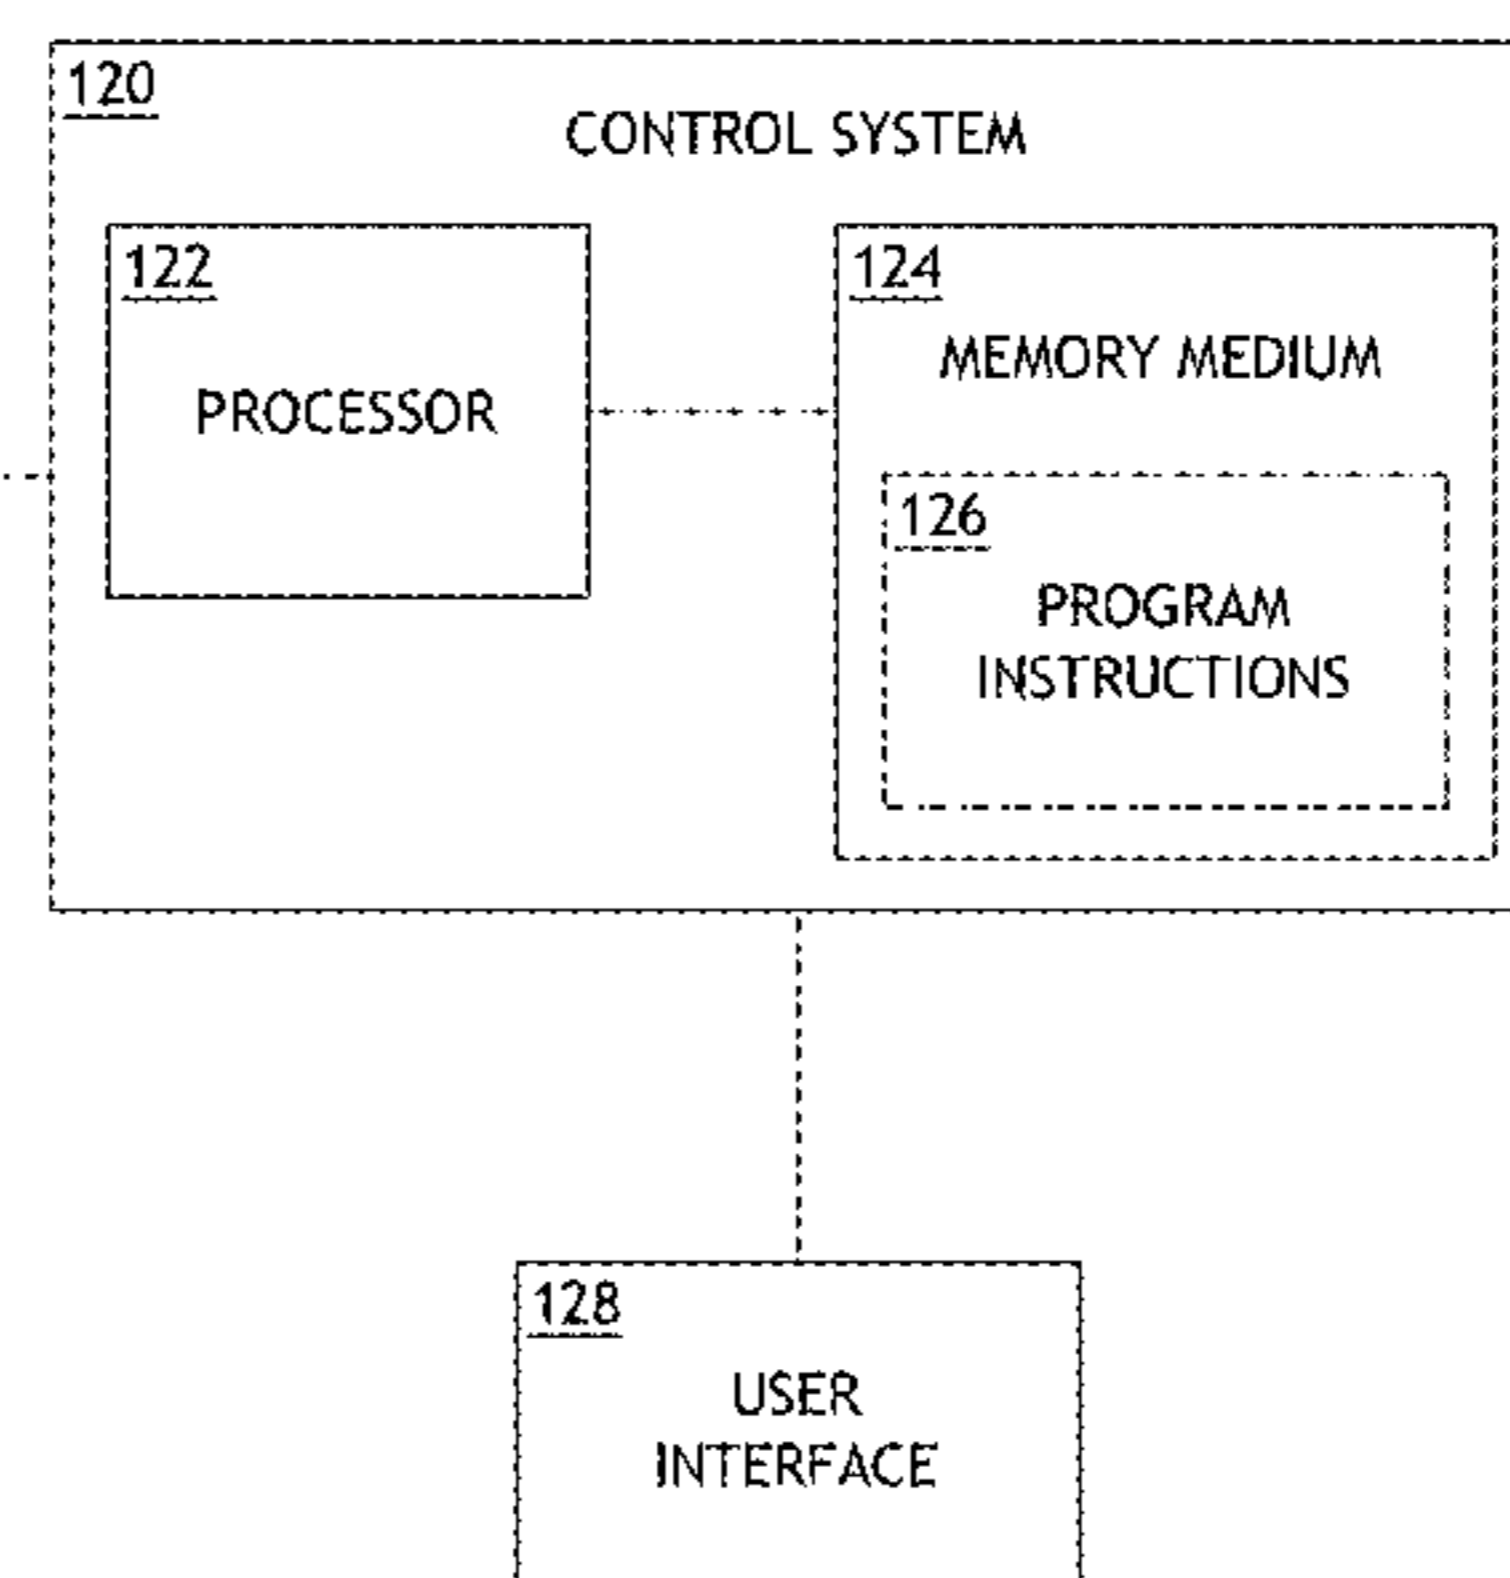 120
CONTROL SYSTEM
122
PROCESSOR
124
MEMORY MEDIUM
126
PROGRAM
INSTRUCTIONS
128
USER
INTERFACE